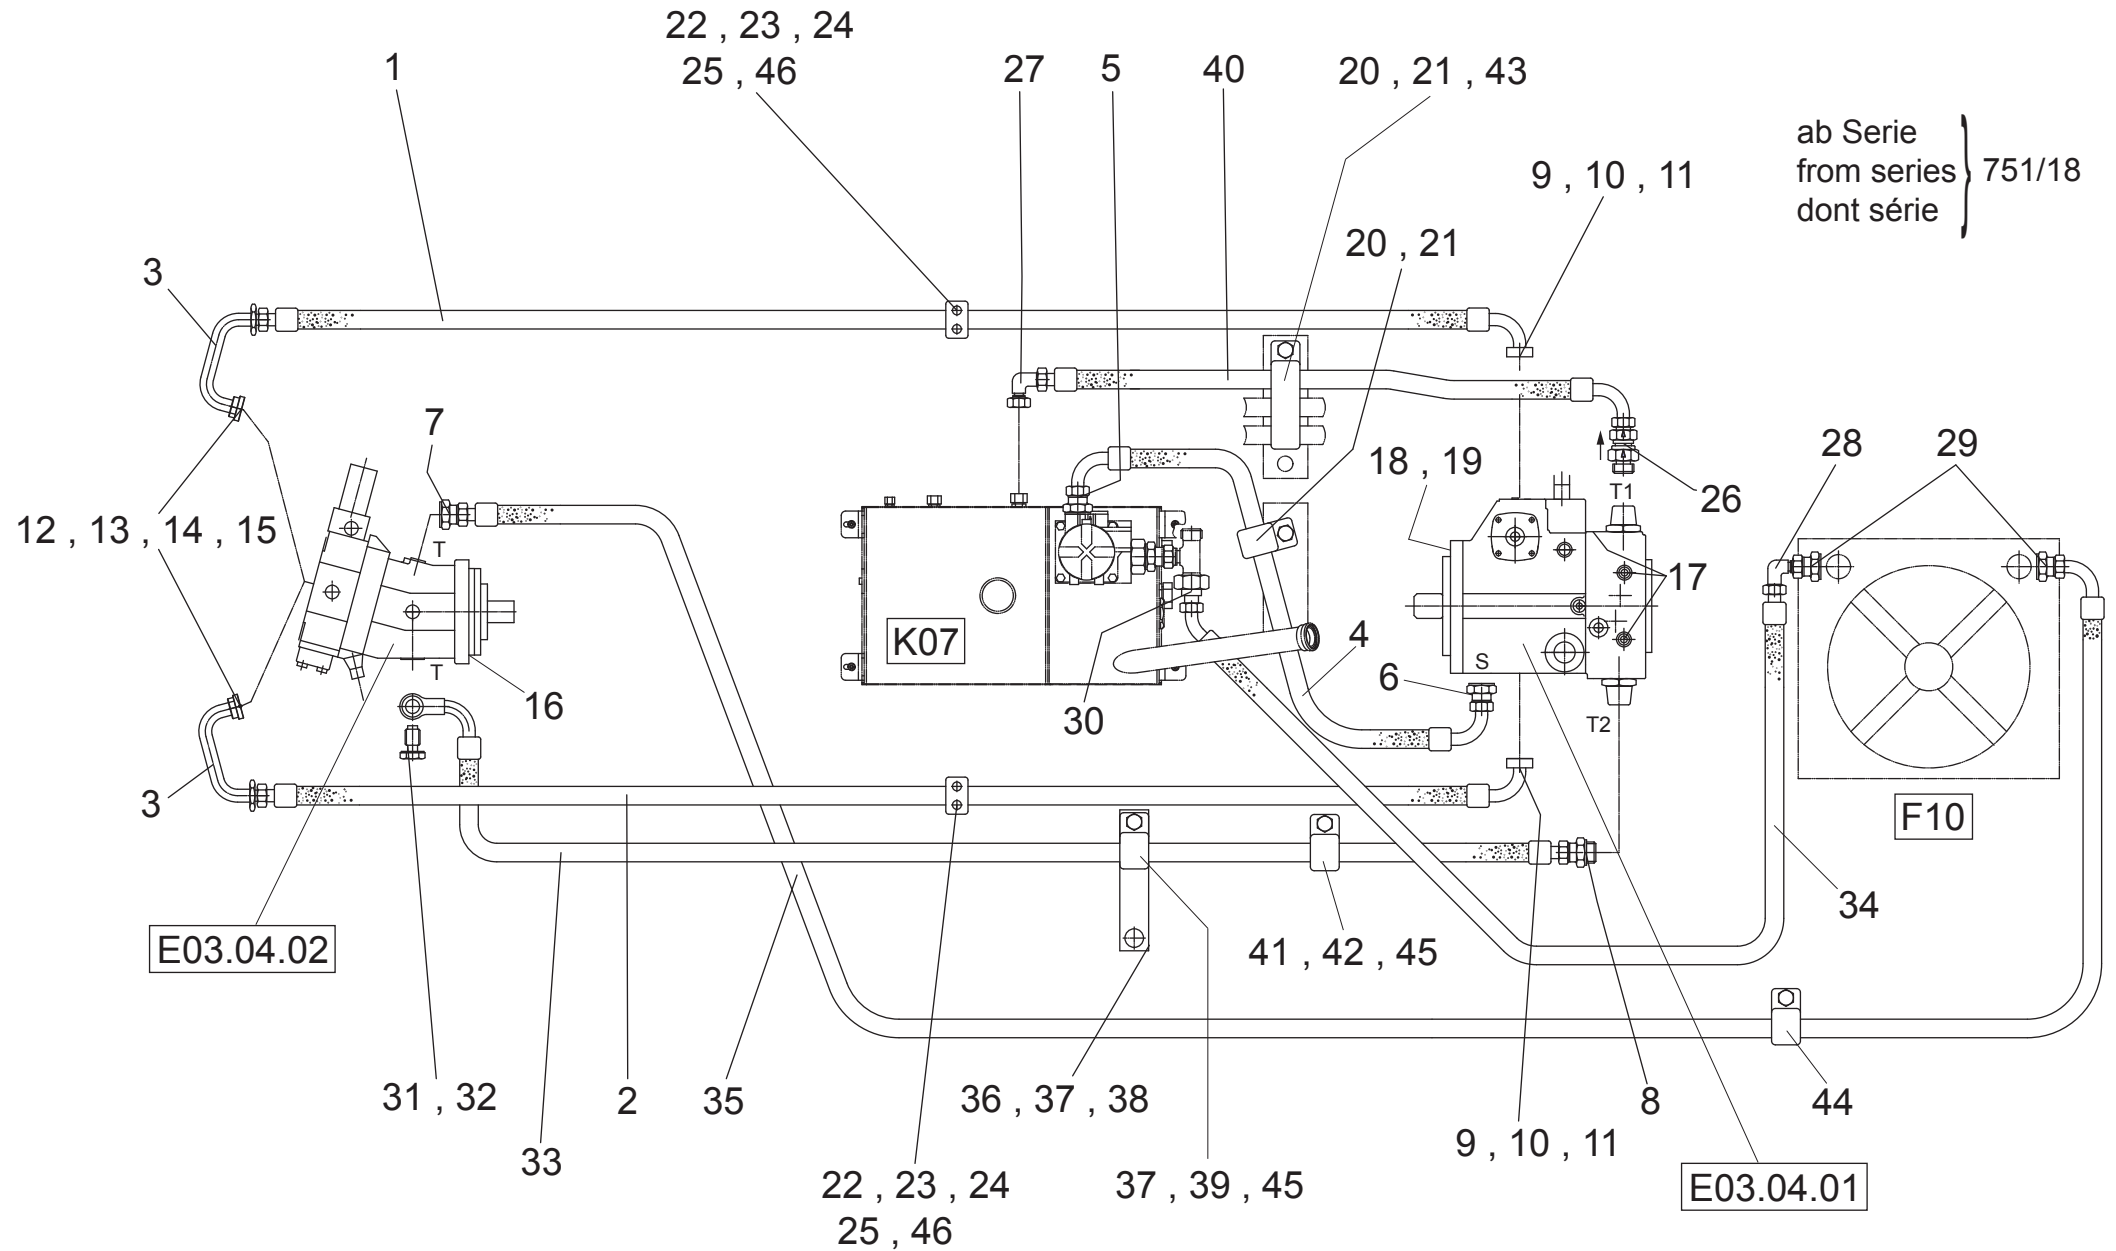 22 , 23 , 24
25 , 46
1
27
5
40
20 , 21 , 43
ab Serie
from series
dont série
751/18
9 , 10 , 11
20 , 21
3
7
18 , 19
28
29
T1
26
12 , 13 , 14 , 15
T
17
K07
4
S
6
T
16
30
T2
3
F10
34
E03.04.02
41 , 42 , 45
31 , 32
2
35
36 , 37 , 38
8
44
9 , 10 , 11
33
22 , 23 , 24
25 , 46
37 , 39 , 45
E03.04.01